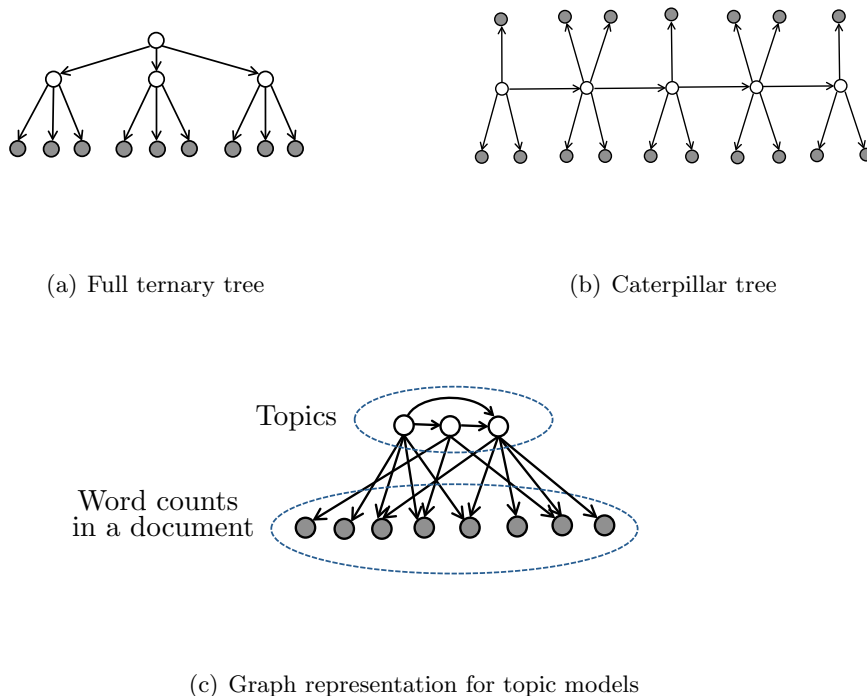 (a) Full ternary tree
(b) Caterpillar tree
Topics
Word counts
in a document
(c) Graph representation for topic models